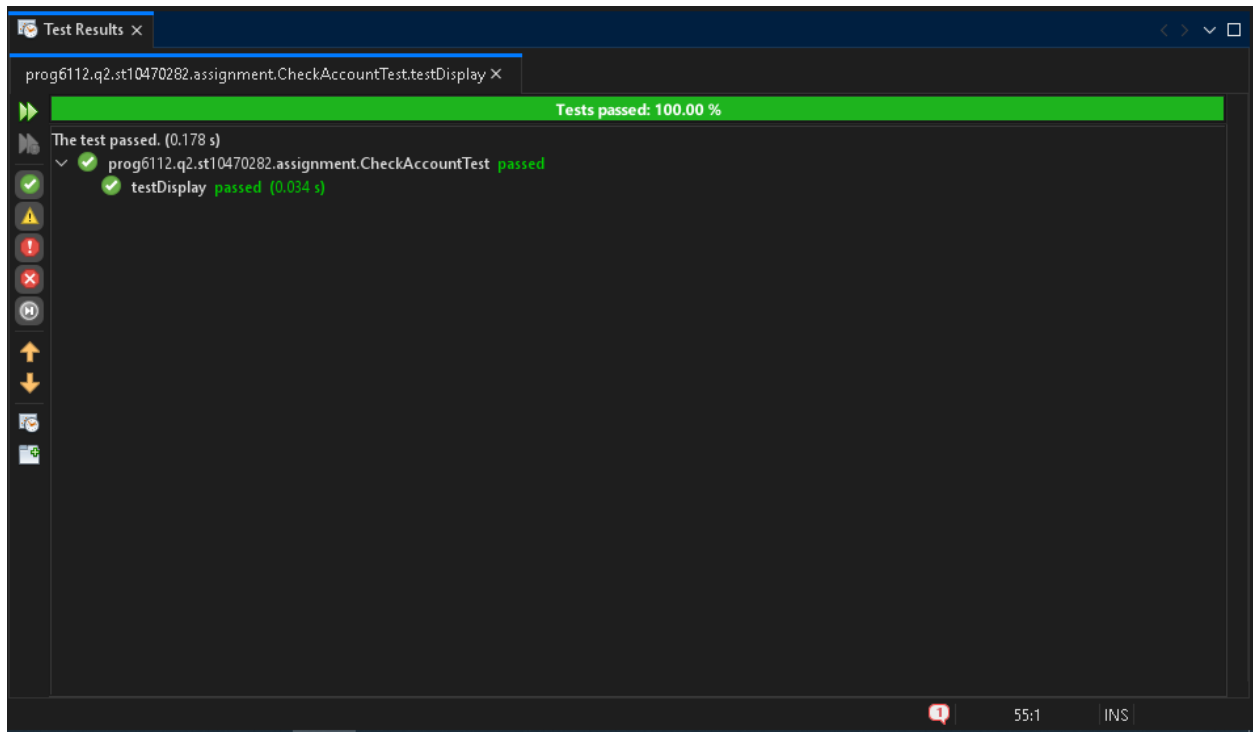 Test Results
prog6112.q2.st10470282.assignment.CheckAccountTest.testDisplay
Tests passed: 100.00 %
The test passed. (0.178 s)
prog6112.q2.st10470282.assignment.CheckAccountTest passed
testDisplay passed (0.034 s)
1 55:1 INS